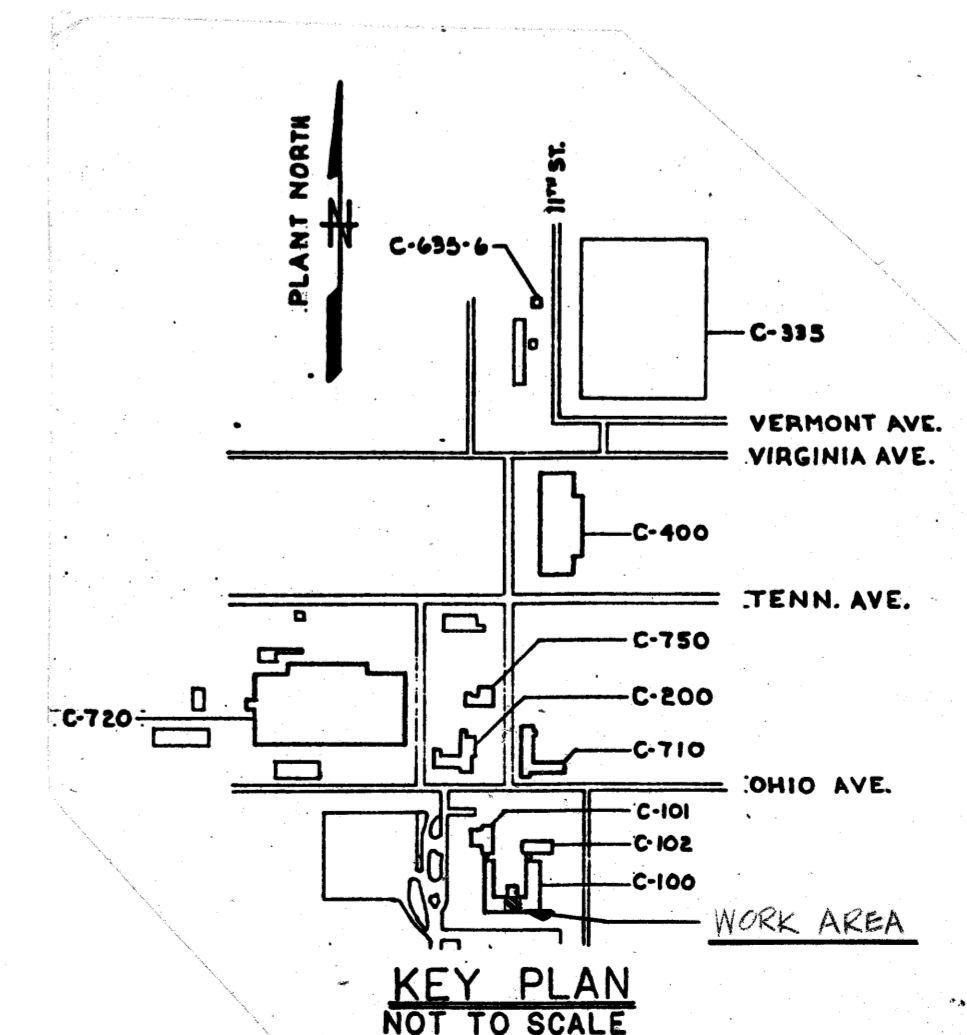 PLANT NORTH
N
11TH ST.
C-635-6
C-335
VERMONT AVE.
VIRGINIA AVE.
C-400
TENN. AVE.
C-750
C-200
C-720
C-710
OHIO AVE.
C-101
C-102
C-100
WORK AREA
KEY PLAN
NOT TO SCALE